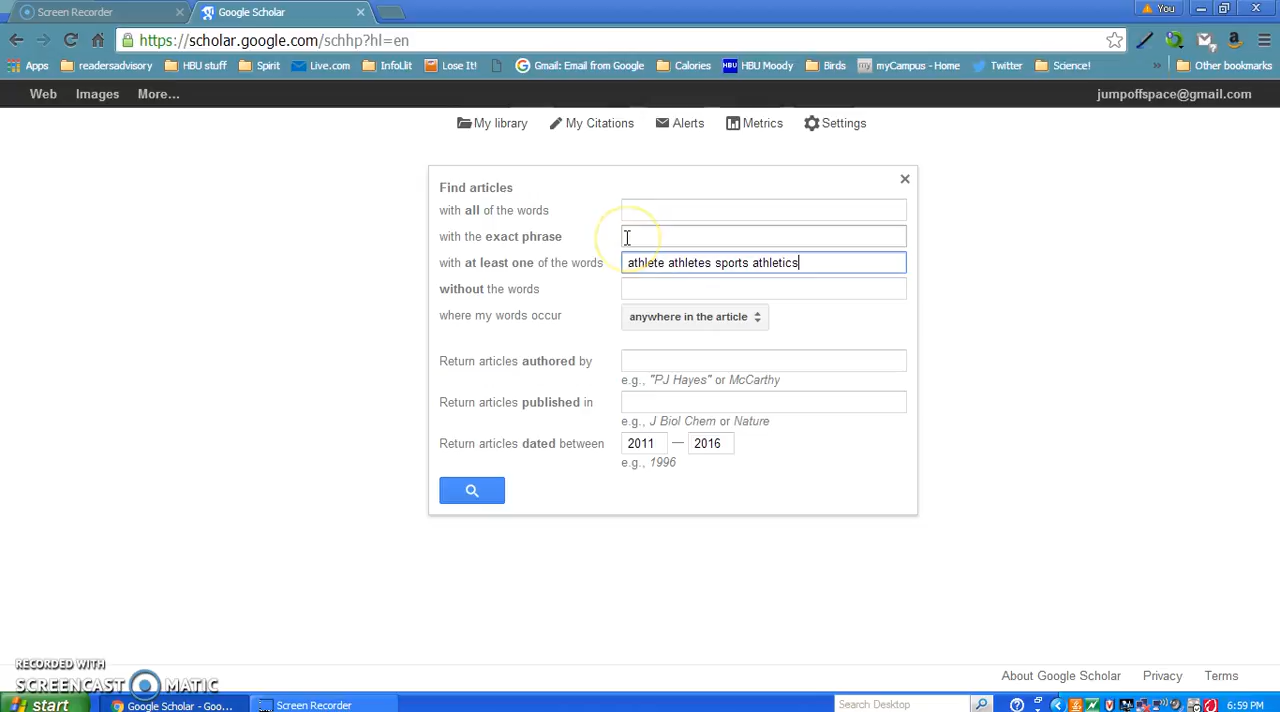 Screen Recorder
Google Scholar
You
https://scholar.google.com/schhp?hl=en
Apps readersadvisory HBU stuff Spirit Live.com InfoLit Lose It! Gmail: Email from Google Calories HBU HBU Moody Birds my myCampus - Home Twitter Science! » Other bookmarks
Web Images More... jumpoffspace@gmail.com
My library My Citations Alerts Metrics Settings
Find articles
with all of the words
with the exact phrase
with at least one of the words athlete athletes sports athletics
without the words
where my words occur anywhere in the article
Return articles authored by
e.g., "PJ Hayes" or McCarthy
Return articles published in
e.g., J Biol Chem or Nature
Return articles dated between 2011 — 2016
e.g., 1996
About Google Scholar Privacy Terms
RECORDED WITH
SCREENCAST MATIC
start Google Scholar - Goo... Screen Recorder Search Desktop 6:59 PM